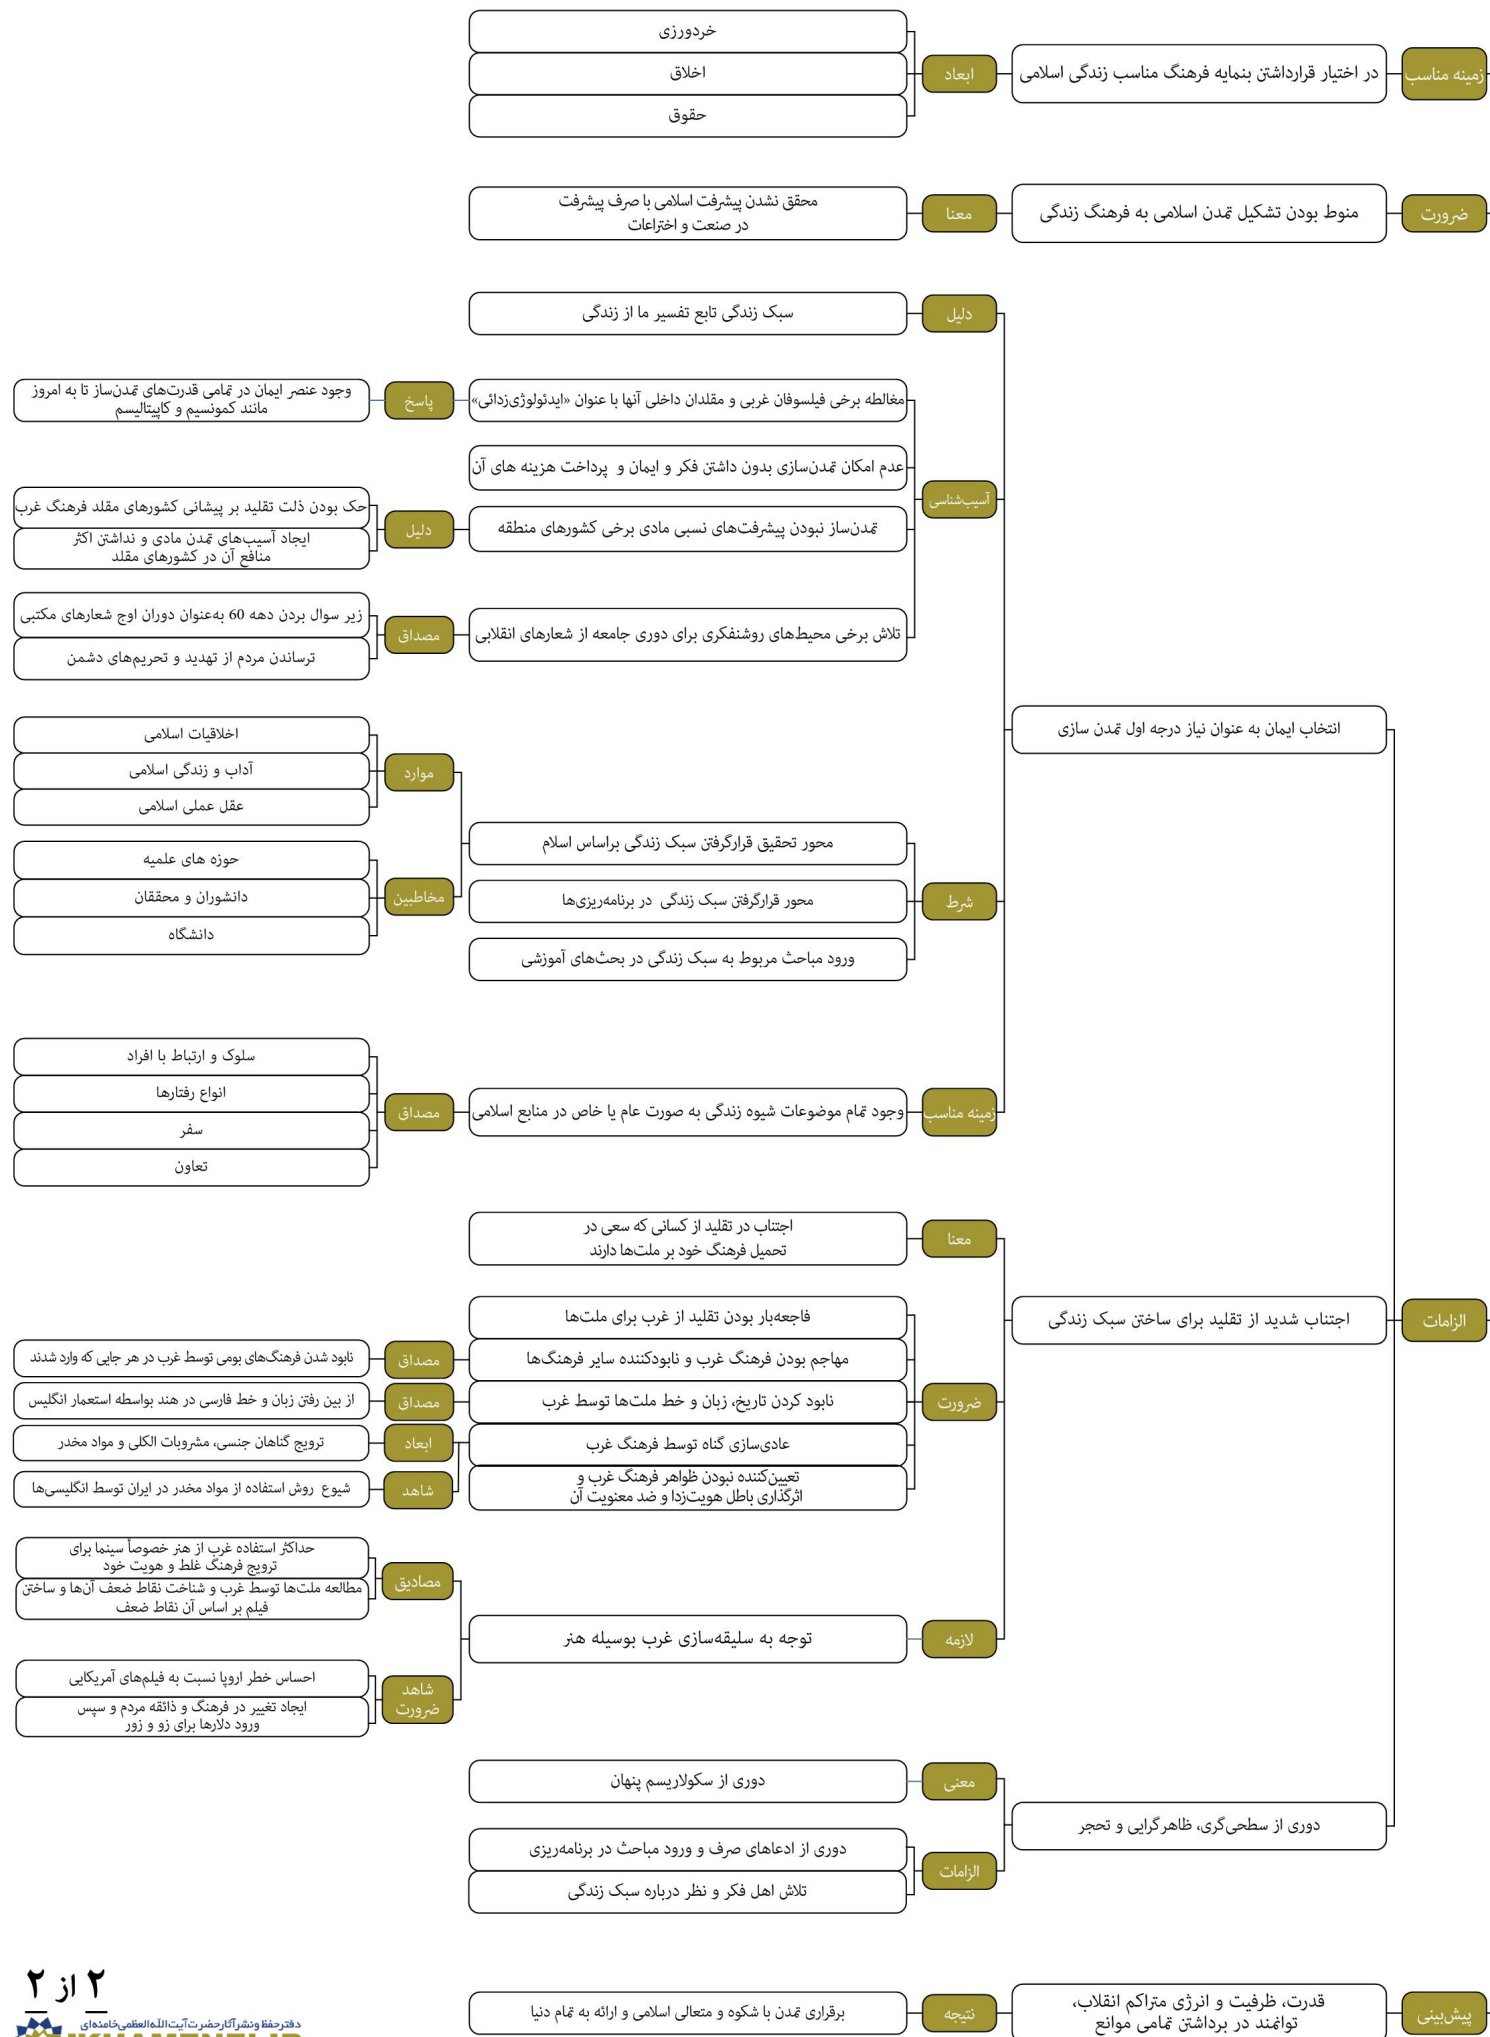 زمینه مناسب
در اختیار قرارداشتن بنمایه فرهنگ مناسب زندگی اسلامی
ابعاد
خردورزی
اخلاق
حقوق
ضرورت
منوط بودن تشکیل تمدن اسلامی به فرهنگ زندگی
معنا
محقق نشدن پیشرفت اسلامی با صرف پیشرفت
در صنعت و اختراعات
الزامات
انتخاب ایمان به عنوان نیاز درجه اول تمدن سازی
دلیل
سبک زندگی تابع تفسیر ما از زندگی
آسیب‌شناسی
مغالطه برخی فیلسوفان غربی و مقلدان داخلی آنها با عنوان «ایدئولوژی‌زدائی»
پاسخ
وجود عنصر ایمان در تمامی قدرت‌های تمدن‌ساز تا به امروز
مانند کمونسیم و کاپیتالیسم
عدم امکان تمدن‌سازی بدون داشتن فکر و ایمان و پرداخت هزینه های آن
تمدن‌ساز نبودن پیشرفت‌های نسبی مادی برخی کشورهای منطقه
دلیل
حک بودن ذلت تقلید بر پیشانی کشورهای مقلد فرهنگ غرب
ایجاد آسیب‌های تمدن مادی و نداشتن اکثر
منافع آن در کشورهای مقلد
تلاش برخی محیط‌های روشنفکری برای دوری جامعه از شعارهای انقلابی
مصداق
زیر سوال بردن دهه 60 به‌عنوان دوران اوج شعارهای مکتبی
ترساندن مردم از تهدید و تحریم‌های دشمن
شرط
محور تحقیق قرارگرفتن سبک زندگی براساس اسلام
موارد
اخلاقیات اسلامی
آداب و زندگی اسلامی
عقل عملی اسلامی
مخاطبین
حوزه های علمیه
دانشوران و محققان
دانشگاه
محور قرارگرفتن سبک زندگی در برنامه‌ریزی‌ها
ورود مباحث مربوط به سبک زندگی در بحث‌های آموزشی
زمینه مناسب
وجود تمام موضوعات شیوه زندگی به صورت عام یا خاص در منابع اسلامی
مصداق
سلوک و ارتباط با افراد
انواع رفتارها
سفر
تعاون
اجتناب شدید از تقلید برای ساختن سبک زندگی
معنا
اجتناب در تقلید از کسانی که سعی در
تحمیل فرهنگ خود بر ملت‌ها دارند
ضرورت
فاجعه‌بار بودن تقلید از غرب برای ملت‌ها
مهاجم بودن فرهنگ غرب و نابودکننده سایر فرهنگ‌ها
مصداق
نابود شدن فرهنگ‌های بومی توسط غرب در هر جایی که وارد شدند
نابود کردن تاریخ، زبان و خط ملت‌ها توسط غرب
مصداق
از بین رفتن زبان و خط فارسی در هند بواسطه استعمار انگلیس
عادی‌سازی گناه توسط فرهنگ غرب
ابعاد
ترویج گناهان جنسی، مشروبات الکلی و مواد مخدر
شاهد
شیوع روش استفاده از مواد مخدر در ایران توسط انگلیسی‌ها
تعیین‌کننده نبودن ظواهر فرهنگ غرب و
اثرگذاری باطل هویت‌زدا و ضد معنویت آن
لازمه
توجه به سلیقه‌سازی غرب بوسیله هنر
مصادیق
حداکثر استفاده غرب از هنر خصوصاً سینما برای
ترویج فرهنگ غلط و هویت خود
مطالعه ملت‌ها توسط غرب و شناخت نقاط ضعف آن‌ها و ساختن
فیلم بر اساس آن نقاط ضعف
شاهد
ضرورت
احساس خطر اروپا نسبت به فیلم‌های آمریکایی
ایجاد تغییر در فرهنگ و ذائقه مردم و سپس
ورود دلارها برای زو و زور
دوری از سطحی‌گری، ظاهرگرایی و تحجر
معنی
دوری از سکولاریسم پنهان
الزامات
دوری از ادعاهای صرف و ورود مباحث در برنامه‌ریزی
تلاش اهل فکر و نظر درباره سبک زندگی
پیش‌بینی
قدرت، ظرفیت و انرژی متراکم انقلاب،
توانمند در برداشتن تمامی موانع
نتیجه
برقراری تمدن با شکوه و متعالی اسلامی و ارائه به تمام دنیا
۲ از ۲
دفتر حفظ و نشر آثار حضرت آیت‌الله‌العظمی خامنه‌ای
KHAMENEI.IR